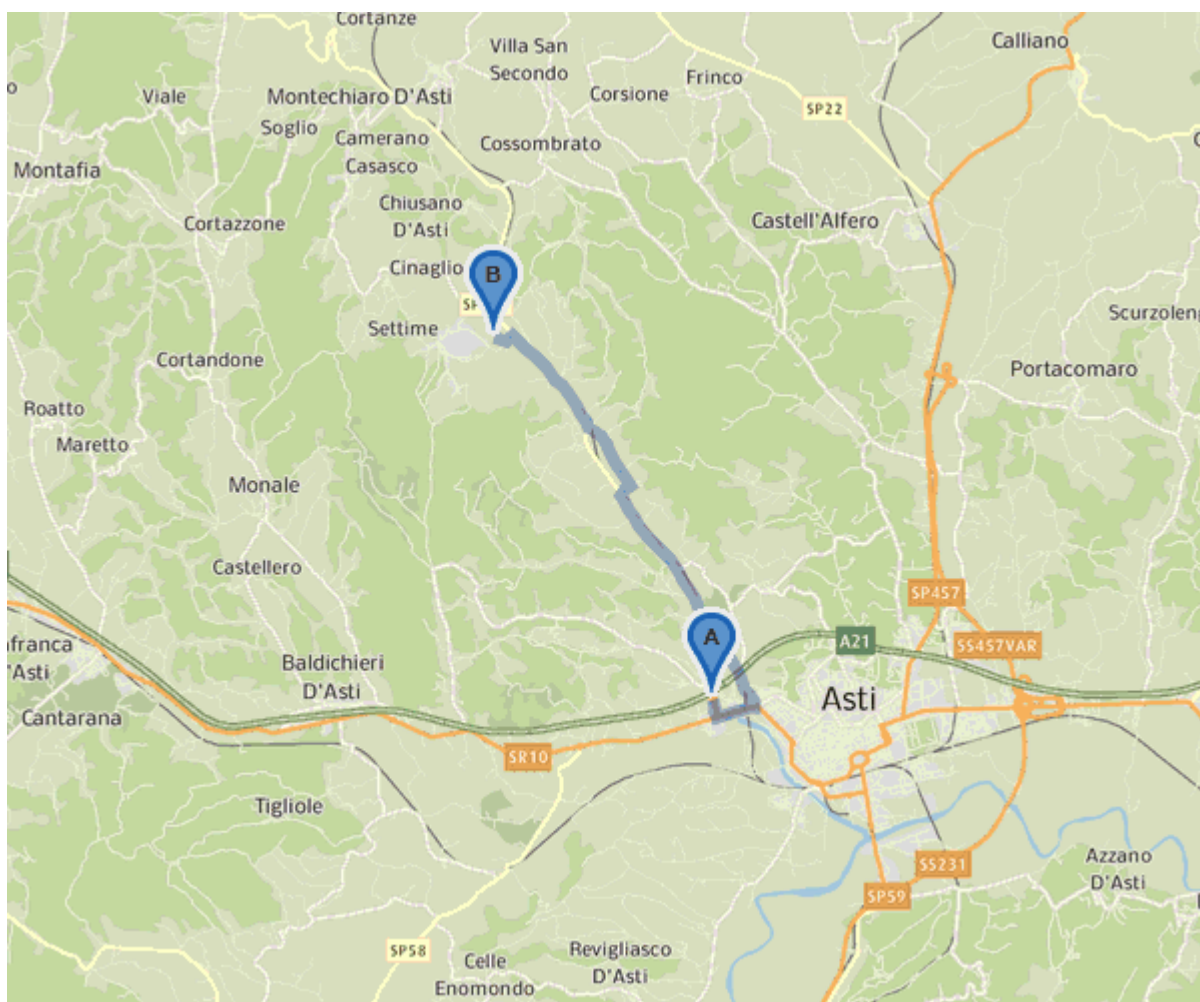 Cortanze
Calliano
Villa San
Secondo
Frinco
Viale
Montechiaro D'Asti
Corsione
SP22
Soglio
Camerano
Casasco
Cossombrato
Montafia
Chiusano
D'Asti
Cortazzone
Castell'Alfero
Cinaglio
B
Settime
Scurzoleng
Cortandone
Portacomaro
Roatto
Maretto
Monale
Castellero
SP457
A
A21
SS457VAR
afranca
'Asti
Baldichieri
D'Asti
Asti
Cantarana
SR10
Tigliole
SS231
Azzano
D'Asti
SP59
SP58
Revigliasco
D'Asti
Celle
Enomondo